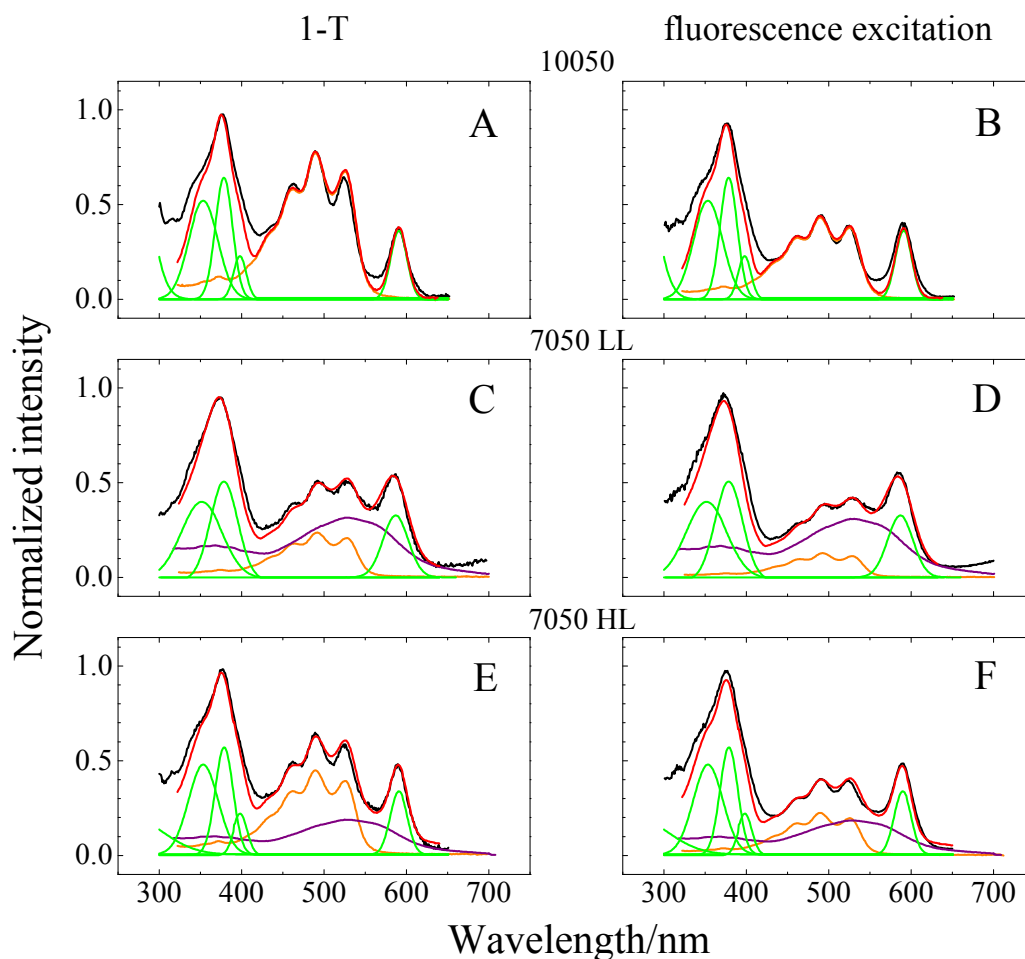 1-T
fluorescence excitation
10050
A
B
1.0
0.5
0.0
7050 LL
C
D
1.0
0.5
0.0
7050 HL
E
F
1.0
0.5
0.0
300 400 500 600 700
300 400 500 600 700
Normalized intensity
Wavelength/nm